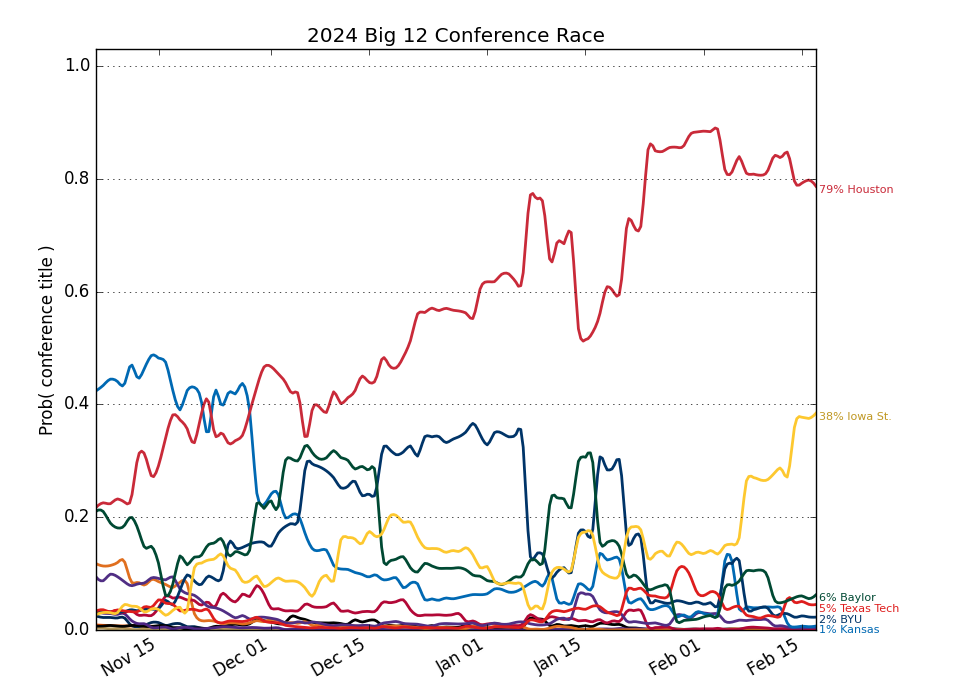 2024 Big 12 Conference Race
Prob( conference title )
1.0
0.8
0.6
0.4
0.2
0.0
79% Houston
38% Iowa St.
6% Baylor
5% Texas Tech
2% BYU
1% Kansas
Nov 15
Dec 01
Dec 15
Jan 01
Jan 15
Feb 01
Feb 15